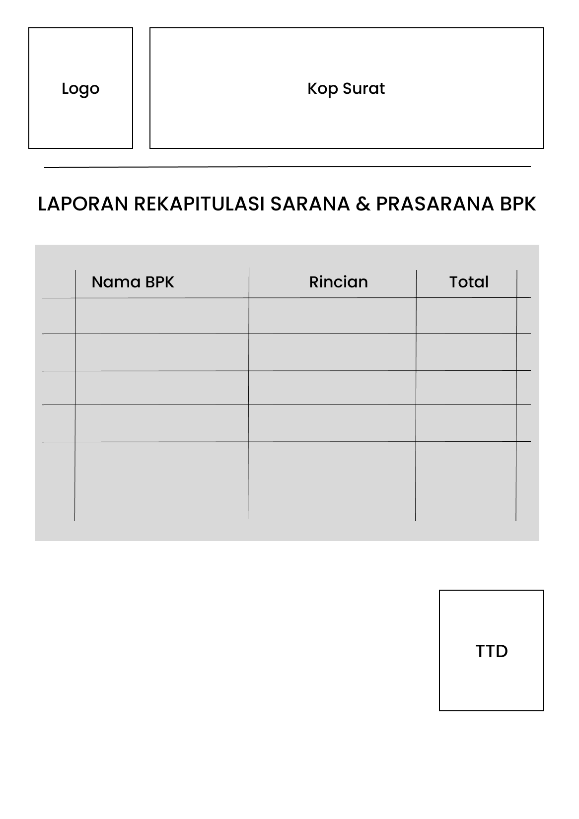 Logo
Kop Surat
LAPORAN REKAPITULASI SARANA & PRASARANA BPK
Nama BPK Rincian Total
TTD